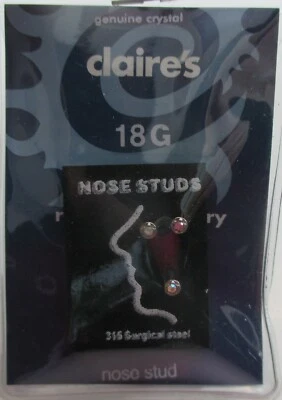 genuine crystal
claire's
18G
NOSE STUDS
316 Surgical steel
nose stud